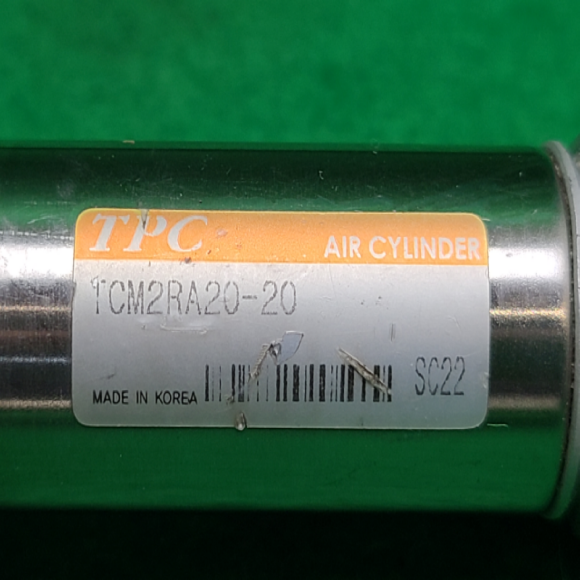 TPC
AIR CYLINDER
TCM2RA20-20
MADE IN KOREA
SC22